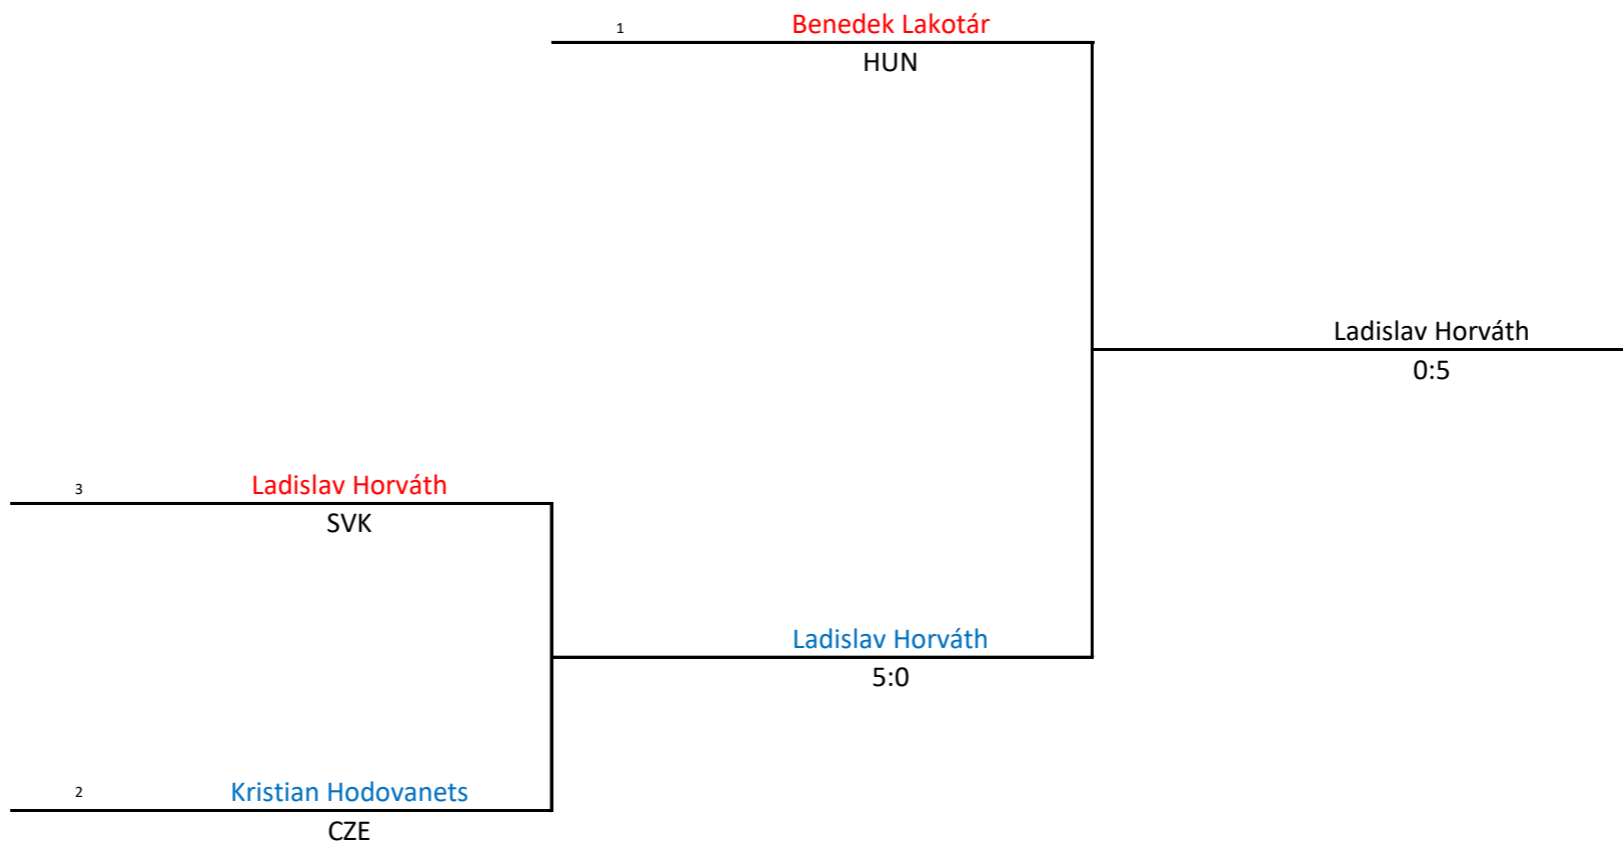 1 Benedek Lakotár
HUN
Ladislav Horváth
0:5
3 Ladislav Horváth
SVK
Ladislav Horváth
5:0
2 Kristian Hodovanets
CZE